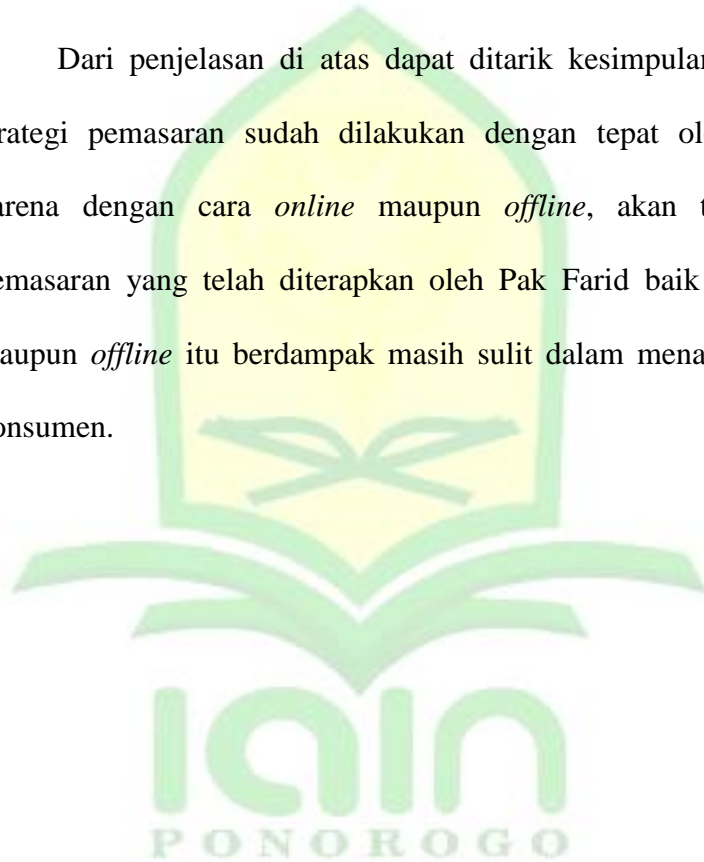 Dari penjelasan di atas dapat ditarik kesimpulan
rategi pemasaran sudah dilakukan dengan tepat ol
arena dengan cara online maupun offline, akan t
emasaran yang telah diterapkan oleh Pak Farid baik
aupun offline itu berdampak masih sulit dalam mena
onsumen.
iain
PONOROGO